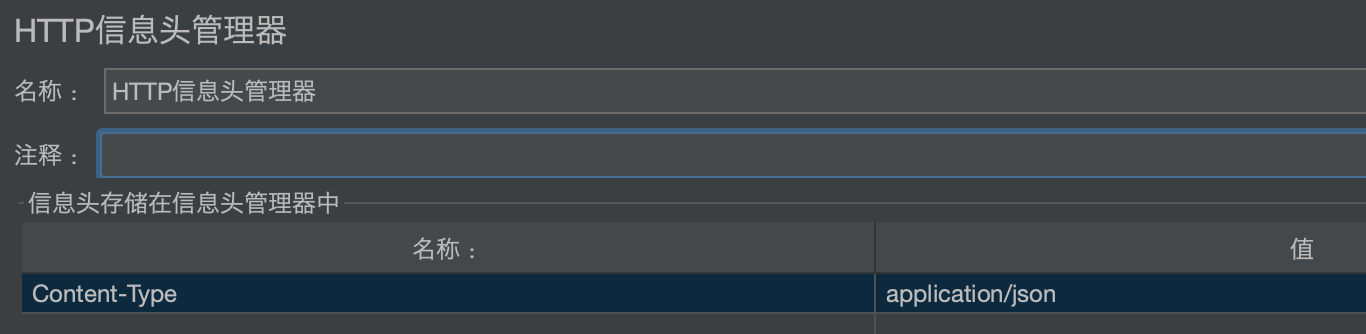 HTTP信息头管理器
名称： HTTP信息头管理器
注释：
信息头存储在信息头管理器中
名称： 值
Content-Type application/json